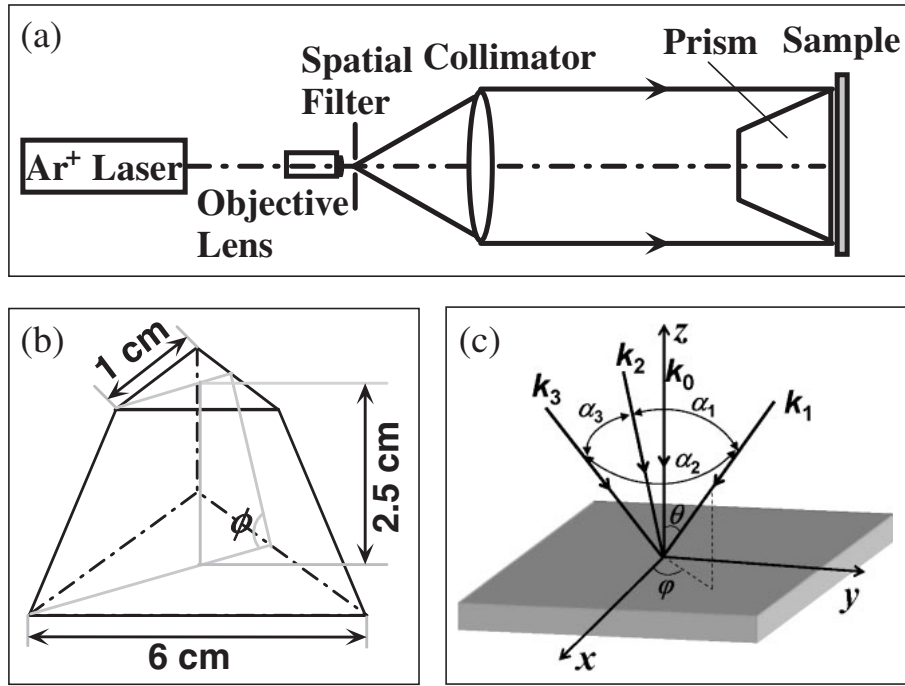 (a)
Prism Sample
Spatial Collimator
Filter
Ar⁺ Laser
Objective
Lens
(b)
1 cm
2.5 cm
ϕ
6 cm
(c)
z
k₂
k₀
k₃
k₁
α₃
α₁
α₂
θ
φ
y
x